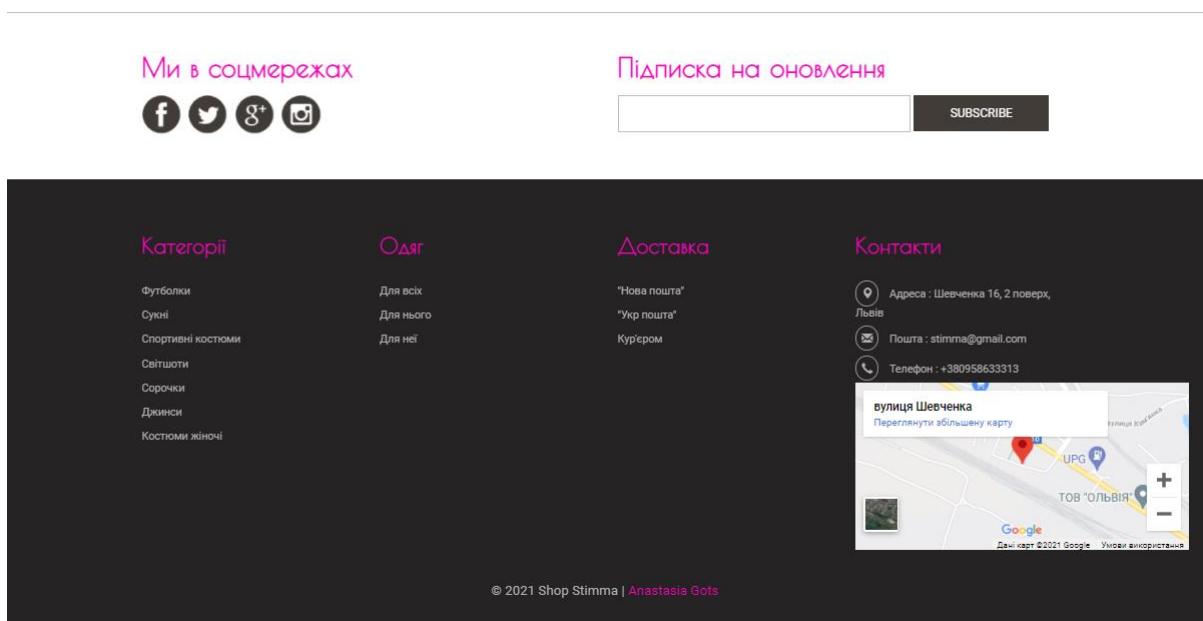 Ми в соцмережах
Підписка на оновлення
SUBSCRIBE
Категорії
Футболки
Сукні
Спортивні костюми
Світшоти
Сорочки
Джинси
Костюми жіночі
Одяг
Для всіх
Для нього
Для неї
Доставка
"Нова пошта"
"Укр пошта"
Кур'єром
Контакти
Адреса : Шевченка 16, 2 поверх,
Львів
Пошта : stimma@gmail.com
Телефон : +380958633313
вулиця Шевченка
Переглянути збільшену карту
UPG
ТОВ "ОЛЬВІЯ"
Google
Дані карт ©2021 Google Умови використання
© 2021 Shop Stimma | Anastasia Gots